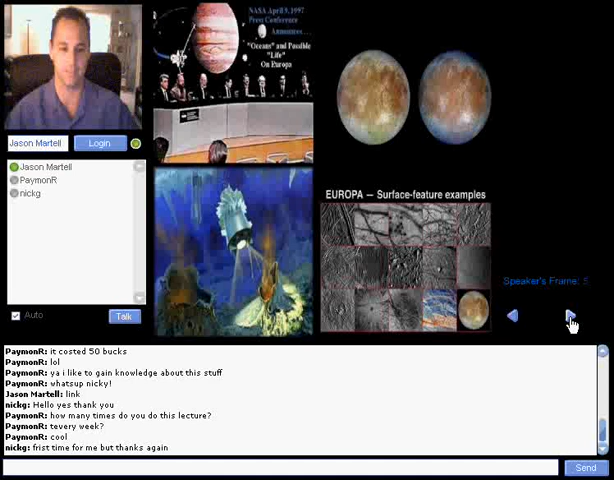 NASA April 9, 1997
Press Conference
Announces...
"Oceans" and Possible
"Life"
On Europa
Jason Martell
Login
Jason Martell
PaymonR
nickg
EUROPA — Surface-feature examples
Speaker's Frame: 5
Auto
Talk
PaymonR: it costed 50 bucks
PaymonR: lol
PaymonR: ya i like to gain knowledge about this stuff
PaymonR: whatsup nicky!
Jason Martell: link
nickg: Hello yes thank you
PaymonR: how many times do you do this lecture?
PaymonR: tevery week?
PaymonR: cool
nickg: frist time for me but thanks again
Send